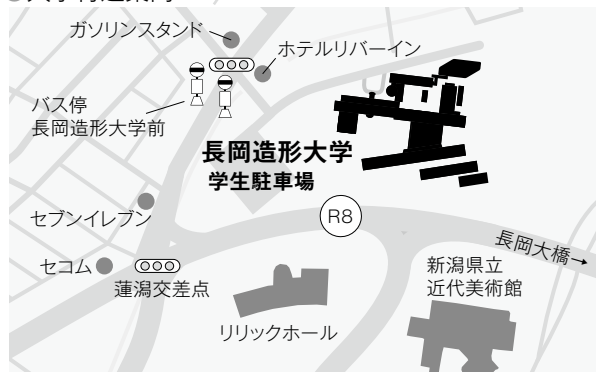 ガソリンスタンド
ホテルリバーイン
バス停
長岡造形大学前
長岡造形大学
学生駐車場
セブンイレブン
R8
長岡大橋→
セコム
蓮潟交差点
新潟県立
近代美術館
リリックホール